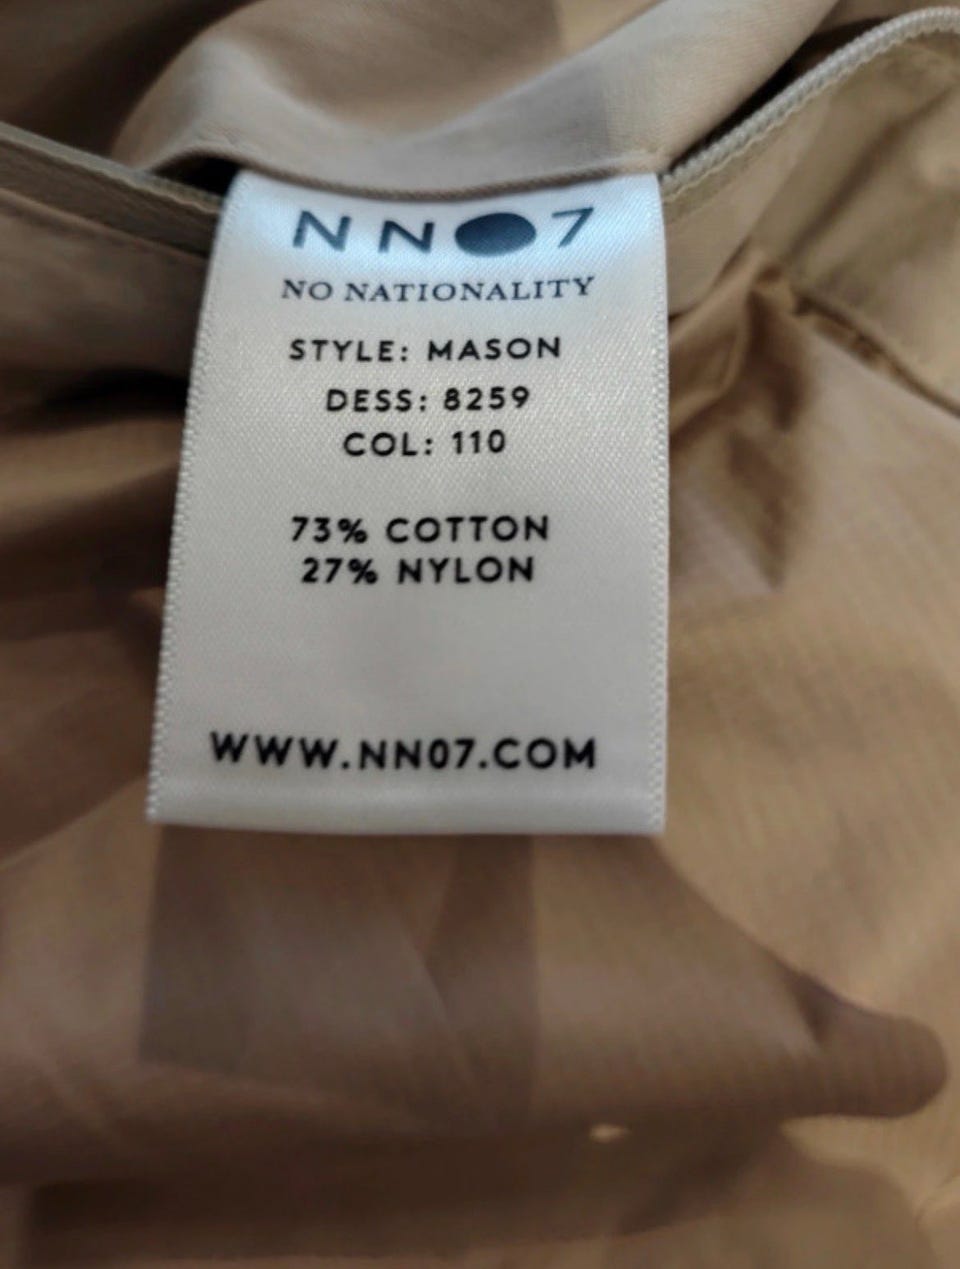 NN07
NO NATIONALITY
STYLE: MASON
DESS: 8259
COL: 110
73% COTTON
27% NYLON
WWW.NN07.COM